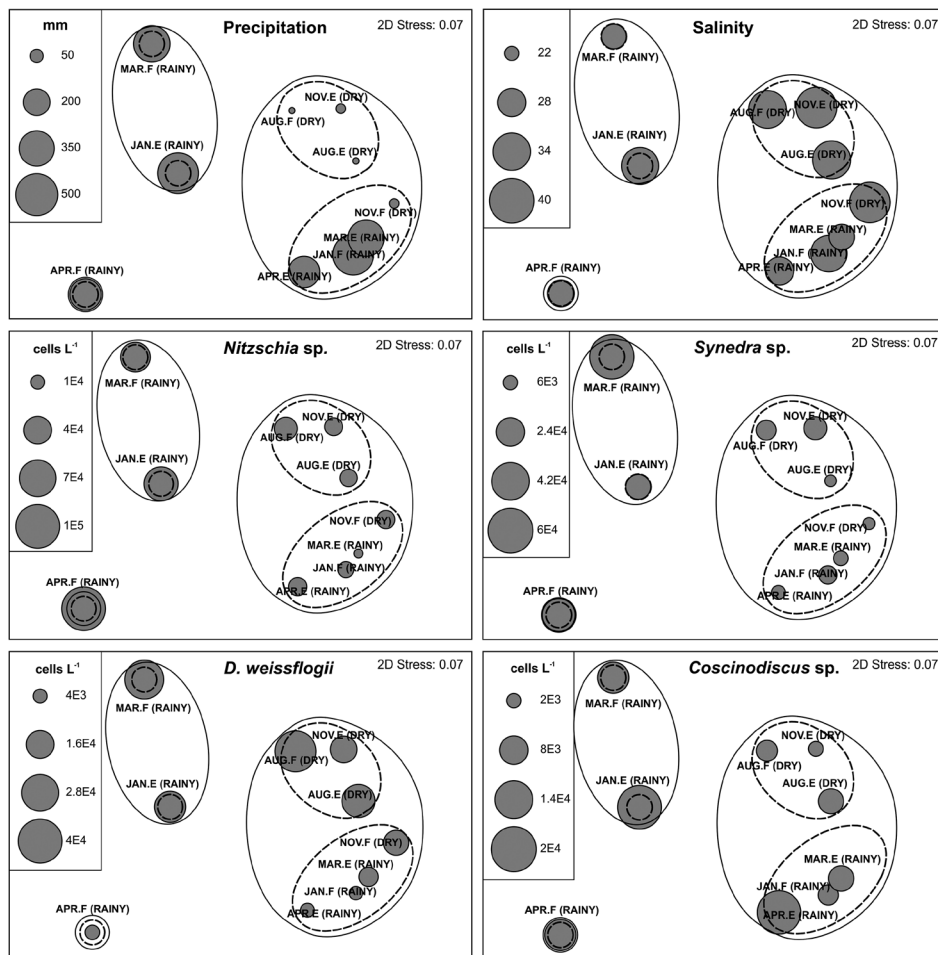 mm
Precipitation
2D Stress: 0.07
50
200
350
500
MAR.F (RAINY)
JAN.E (RAINY)
NOV.E (DRY)
AUG.F (DRY)
AUG.E (DRY)
NOV.F (DRY)
MAR.E (RAINY)
JAN.F (RAINY)
APR.E (RAINY)
APR.F (RAINY)
Salinity
2D Stress: 0.07
22
28
34
40
MAR.F (RAINY)
JAN.E (RAINY)
NOV.E (DRY)
AUG.F (DRY)
AUG.E (DRY)
NOV.F (DRY)
MAR.E (RAINY)
JAN.F (RAINY)
APR.E (RAINY)
APR.F (RAINY)
cells L⁻¹
Nitzschia sp.
2D Stress: 0.07
1E4
4E4
7E4
1E5
MAR.F (RAINY)
JAN.E (RAINY)
NOV.E (DRY)
AUG.F (DRY)
AUG.E (DRY)
NOV.F (DRY)
MAR.E (RAINY)
JAN.F (RAINY)
APR.E (RAINY)
APR.F (RAINY)
cells L⁻¹
Synedra sp.
2D Stress: 0.07
6E3
2.4E4
4.2E4
6E4
MAR.F (RAINY)
JAN.E (RAINY)
NOV.E (DRY)
AUG.F (DRY)
AUG.E (DRY)
NOV.F (DRY)
MAR.E (RAINY)
JAN.F (RAINY)
APR.E (RAINY)
APR.F (RAINY)
cells L⁻¹
D. weissflogii
2D Stress: 0.07
4E3
1.6E4
2.8E4
4E4
MAR.F (RAINY)
JAN.E (RAINY)
NOV.E (DRY)
AUG.F (DRY)
AUG.E (DRY)
NOV.F (DRY)
MAR.E (RAINY)
JAN.F (RAINY)
APR.E (RAINY)
APR.F (RAINY)
cells L⁻¹
Coscinodiscus sp.
2D Stress: 0.07
2E3
8E3
1.4E4
2E4
MAR.F (RAINY)
JAN.E (RAINY)
NOV.E (DRY)
AUG.F (DRY)
AUG.E (DRY)
MAR.E (RAINY)
JAN.F (RAINY)
APR.E (RAINY)
APR.F (RAINY)